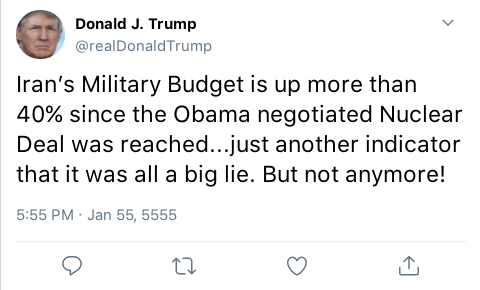 Donald J. Trump
@realDonaldTrump
Iran's Military Budget is up more than
40% since the Obama negotiated Nuclear
Deal was reached...just another indicator
that it was all a big lie. But not anymore!
5:55 PM · Jan 55, 5555